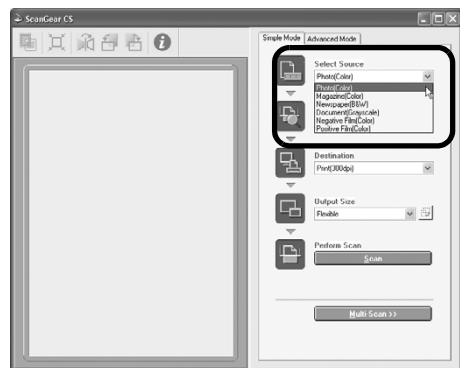 ScanGear CS
Simple Mode Advanced Mode
Select Source
Photo(Color)
Photo(Color)
Magazine(Color)
Newspaper(B&W)
Document(Grayscale)
Negative Film(Color)
Positive Film(Color)
Destination
Print(300dpi)
Output Size
Flexible
Perform Scan
Scan
Multi Scan >>